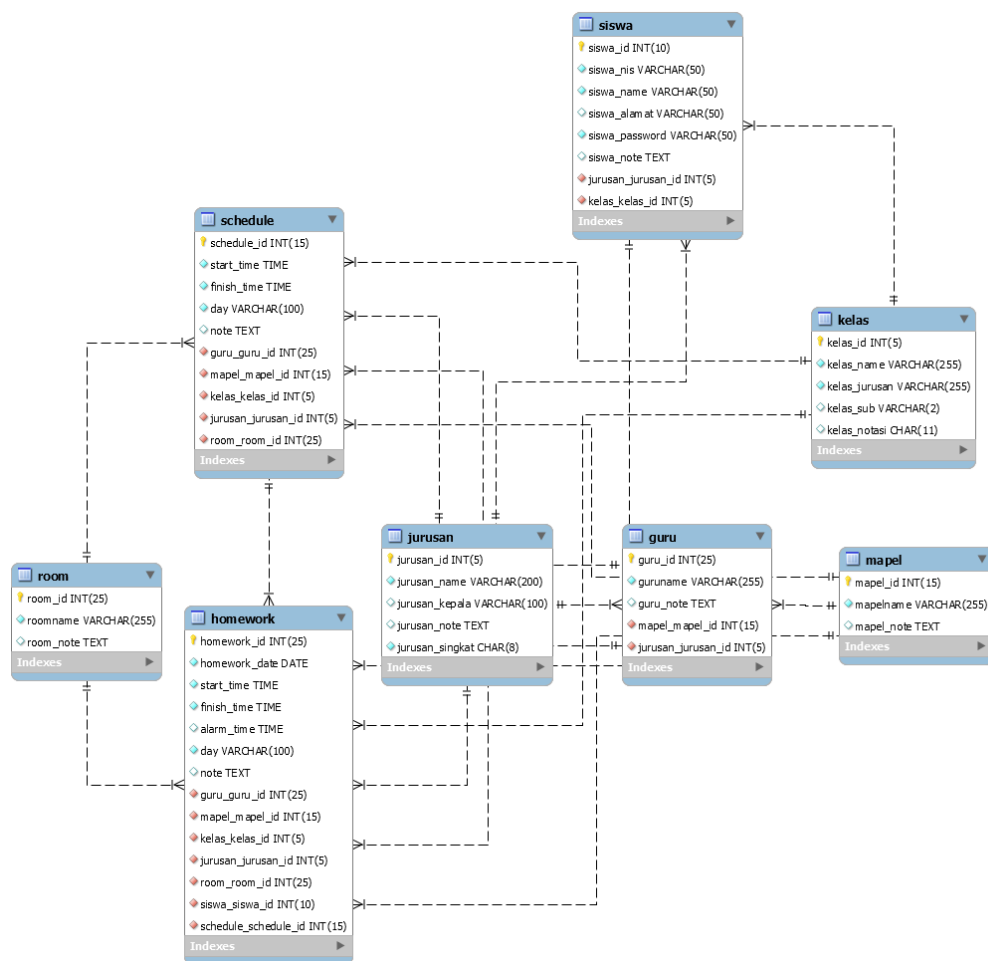 siswa
siswa_id INT(10)
siswa_nis VARCHAR(50)
siswa_name VARCHAR(50)
siswa_alamat VARCHAR(50)
siswa_password VARCHAR(50)
siswa_note TEXT
jurusan_jurusan_id INT(5)
kelas_kelas_id INT(5)
Indexes
schedule
schedule_id INT(15)
start_time TIME
finish_time TIME
day VARCHAR(100)
note TEXT
guru_guru_id INT(25)
mapel_mapel_id INT(15)
kelas_kelas_id INT(5)
jurusan_jurusan_id INT(5)
room_room_id INT(25)
Indexes
kelas
kelas_id INT(5)
kelas_name VARCHAR(255)
kelas_jurusan VARCHAR(255)
kelas_sub VARCHAR(2)
kelas_notasi CHAR(11)
Indexes
room
room_id INT(25)
roomname VARCHAR(255)
room_note TEXT
Indexes
jurusan
jurusan_id INT(5)
jurusan_name VARCHAR(200)
jurusan_kepala VARCHAR(100)
jurusan_note TEXT
jurusan_singkat CHAR(8)
Indexes
guru
guru_id INT(25)
guruname VARCHAR(255)
guru_note TEXT
mapel_mapel_id INT(15)
jurusan_jurusan_id INT(5)
Indexes
mapel
mapel_id INT(15)
mapelname VARCHAR(255)
mapel_note TEXT
Indexes
homework
homework_id INT(25)
homework_date DATE
start_time TIME
finish_time TIME
alarm_time TIME
day VARCHAR(100)
note TEXT
guru_guru_id INT(25)
mapel_mapel_id INT(15)
kelas_kelas_id INT(5)
jurusan_jurusan_id INT(5)
room_room_id INT(25)
siswa_siswa_id INT(10)
schedule_schedule_id INT(15)
Indexes